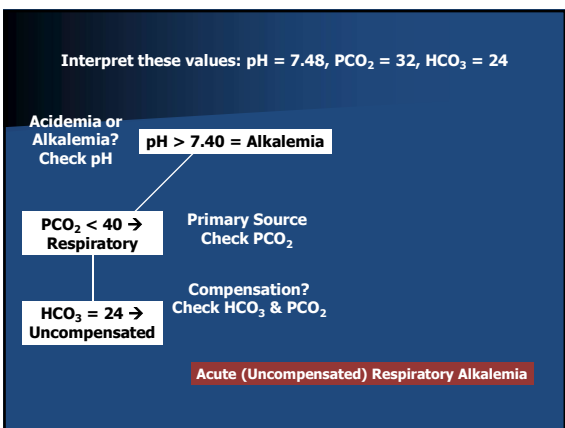 Interpret these values: pH = 7.48, PCO₂ = 32, HCO₃ = 24
Acidemia or
Alkalemia?
Check pH
pH > 7.40 = Alkalemia
PCO₂ < 40 →
Respiratory
Primary Source
Check PCO₂
HCO₃ = 24 →
Uncompensated
Compensation?
Check HCO₃ & PCO₂
Acute (Uncompensated) Respiratory Alkalemia